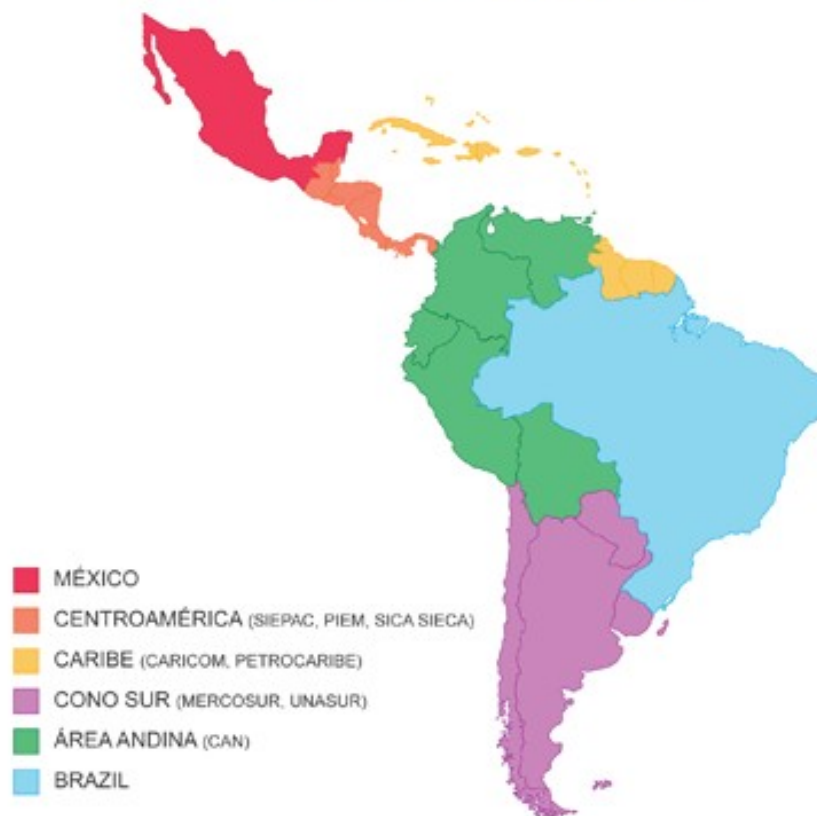 MÉXICO
CENTROAMÉRICA (SIEPAC, PIEM, SICA SIECA)
CARIBE (CARICOM, PETROCARIBE)
CONO SUR (MERCOSUR, UNASUR)
ÁREA ANDINA (CAN)
BRAZIL